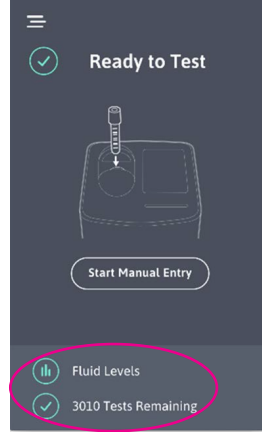 Ready to Test
Start Manual Entry
Fluid Levels
3010 Tests Remaining